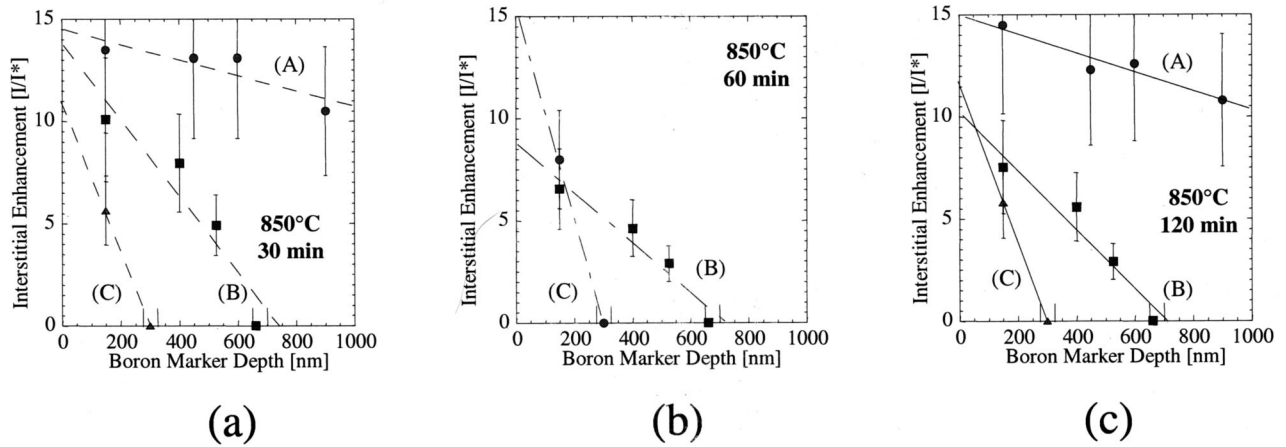 15
10
5
0
Interstitial Enhancement [I/I*]
(A)
850°C
30 min
(C)
(B)
0 200 400 600 800 1000
Boron Marker Depth [nm]
(a)
15
10
5
0
Interstitial Enhancement [I/I*]
850°C
60 min
(C)
(B)
0 200 400 600 800 1000
Boron Marker Depth [nm]
(b)
15
10
5
0
Interstitial Enhancement [I/I*]
(A)
850°C
120 min
(C)
(B)
0 200 400 600 800 1000
Boron Marker Depth [nm]
(c)